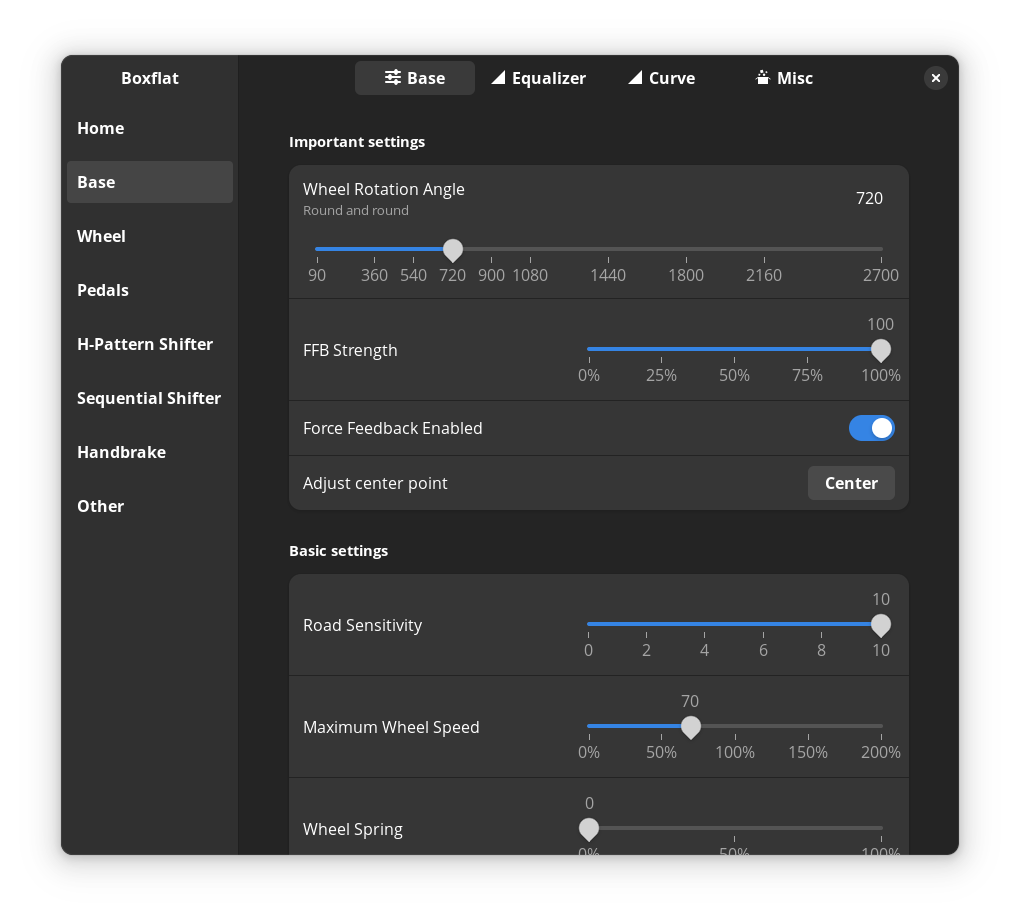 Boxflat
Base
Equalizer
Curve
Misc
Home
Base
Wheel
Pedals
H-Pattern Shifter
Sequential Shifter
Handbrake
Other
Important settings
Wheel Rotation Angle
Round and round
720
90 360 540 720 900 1080 1440 1800 2160 2700
FFB Strength
100
0% 25% 50% 75% 100%
Force Feedback Enabled
Adjust center point
Center
Basic settings
Road Sensitivity
10
0 2 4 6 8 10
Maximum Wheel Speed
70
0% 50% 100% 150% 200%
Wheel Spring
0
0% 50% 100%